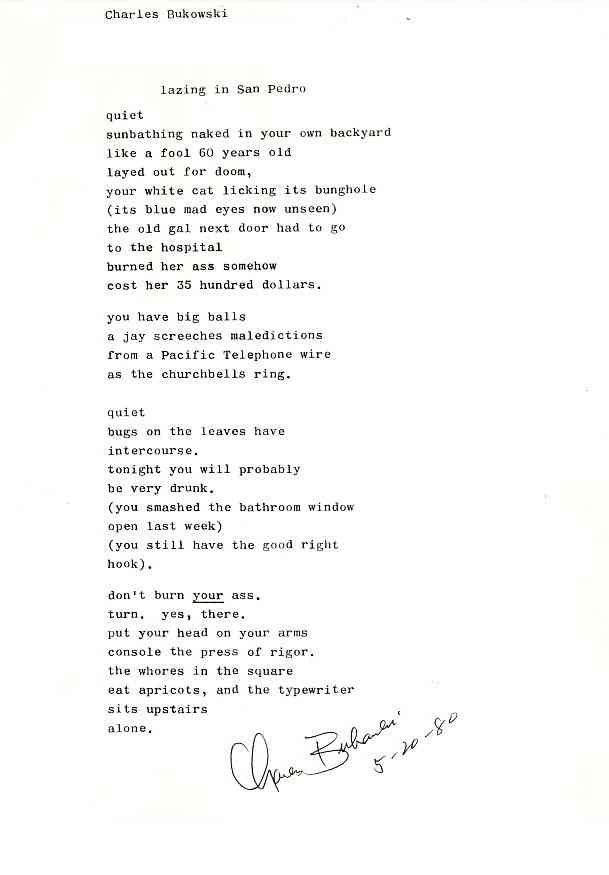 Charles Bukowski
lazing in San Pedro
quiet
sunbathing naked in your own backyard
like a fool 60 years old
layed out for doom,
your white cat licking its bunghole
(its blue mad eyes now unseen)
the old gal next door had to go
to the hospital
burned her ass somehow
cost her 35 hundred dollars.
you have big balls
a jay screeches maledictions
from a Pacific Telephone wire
as the churchbells ring.
quiet
bugs on the leaves have
intercourse.
tonight you will probably
be very drunk.
(you smashed the bathroom window
open last week)
(you still have the good right
hook).
don't burn your ass.
turn. yes, there.
put your head on your arms
console the press of rigor.
the whores in the square
eat apricots, and the typewriter
sits upstairs
alone.
Charles Bukowski
5-20-80